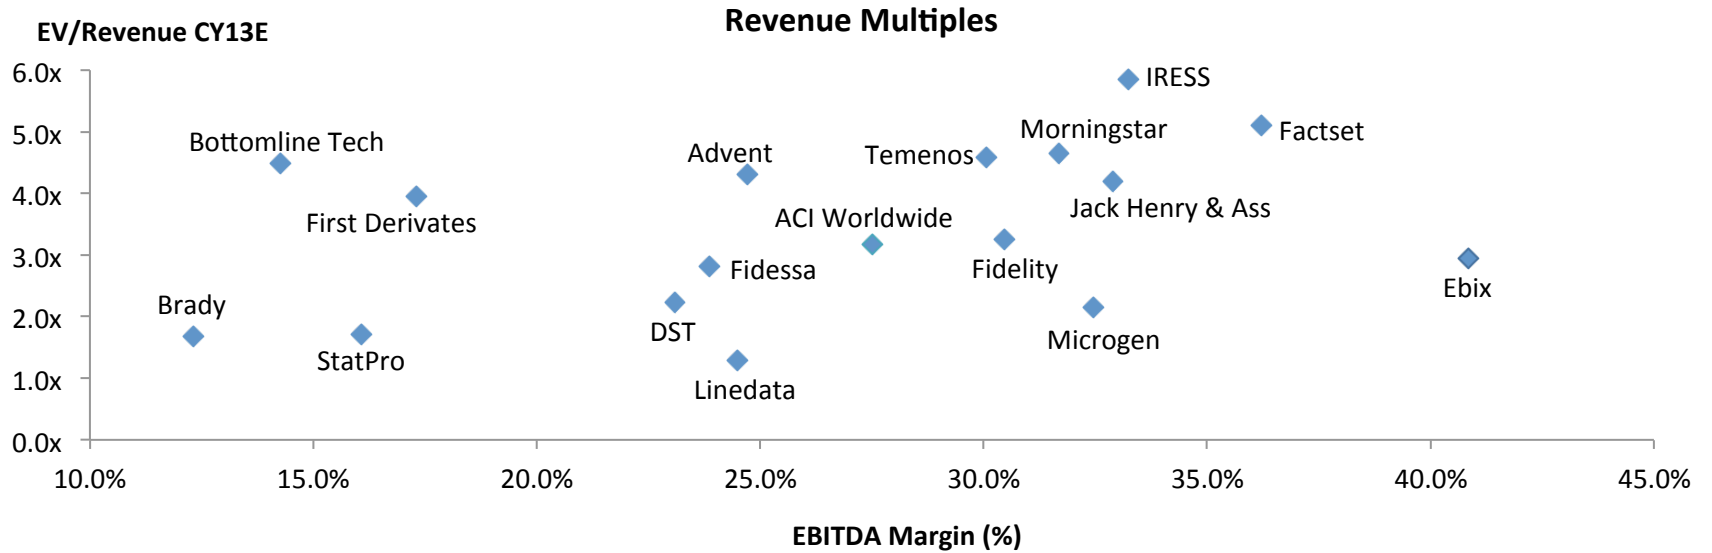 Revenue Multiples
EV/Revenue CY13E
6.0x
IRESS
Morningstar
Factset
5.0x
Bottomline Tech
Advent
Temenos
4.0x
Jack Henry & Ass
First Derivates
ACI Worldwide
3.0x
Fidessa
Fidelity
Ebix
Brady
2.0x
DST
Microgen
StatPro
1.0x
Linedata
0.0x
10.0%
15.0%
20.0%
25.0%
30.0%
35.0%
40.0%
45.0%
EBITDA Margin (%)